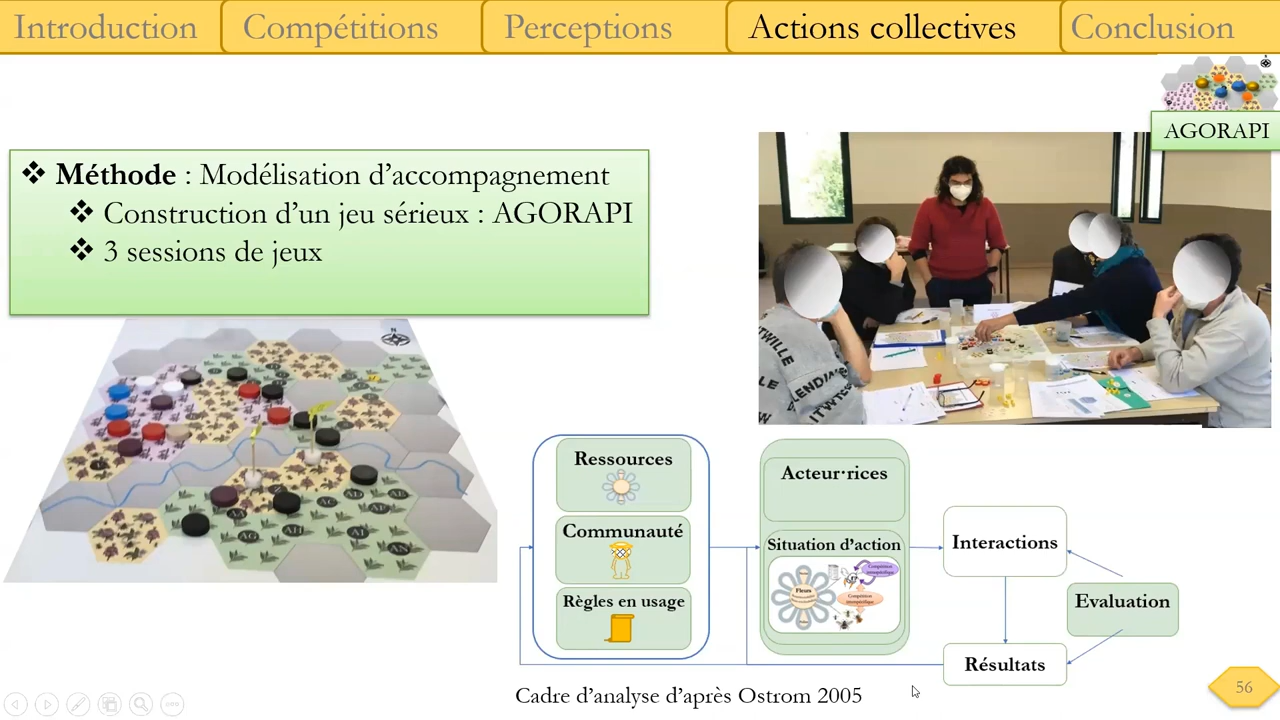 Introduction
Compétitions
Perceptions
Actions collectives
Conclusion
AGORAPI
❖ Méthode : Modélisation d’accompagnement
❖ Construction d’un jeu sérieux : AGORAPI
❖ 3 sessions de jeux
N
Ressources
Communauté
Règles en usage
Acteur·rices
Situation d’action
Fleurs
Interactions
Evaluation
Résultats
Cadre d’analyse d’après Ostrom 2005
56